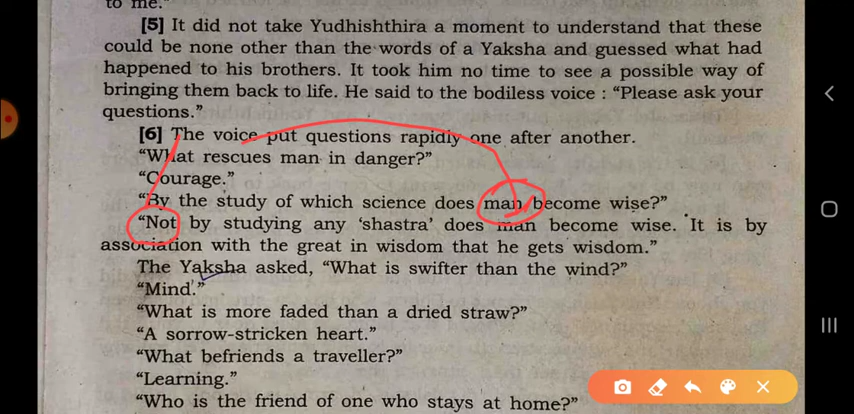 to me."
[5] It did not take Yudhishthira a moment to understand that these
could be none other than the words of a Yaksha and guessed what had
happened to his brothers. It took him no time to see a possible way of
bringing them back to life. He said to the bodiless voice : "Please ask your
questions."
[6] The voice put questions rapidly one after another.
"What rescues man in danger?"
"Courage."
"By the study of which science does man become wise?"
"Not by studying any 'shastra' does man become wise. It is by
association with the great in wisdom that he gets wisdom."
The Yaksha asked, "What is swifter than the wind?"
"Mind."
"What is more faded than a dried straw?"
"A sorrow-stricken heart."
"What befriends a traveller?"
"Learning."
"Who is the friend of one who stays at home?"